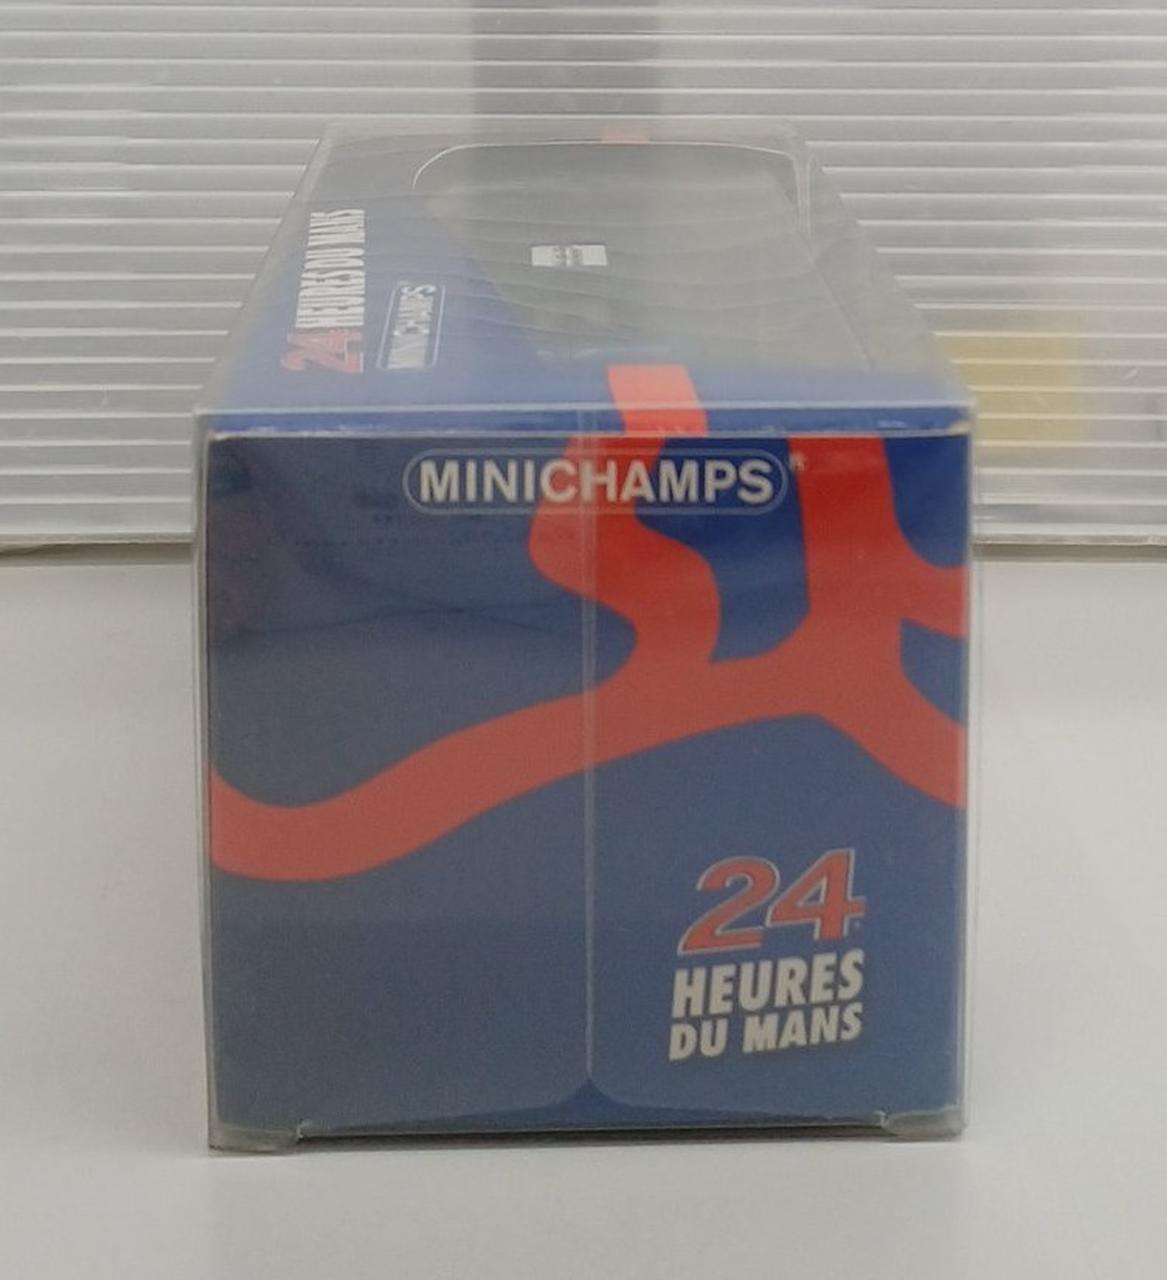 24 HEURES DU MANS
MINICHAMPS
MINICHAMPS®
24
HEURES
DU MANS